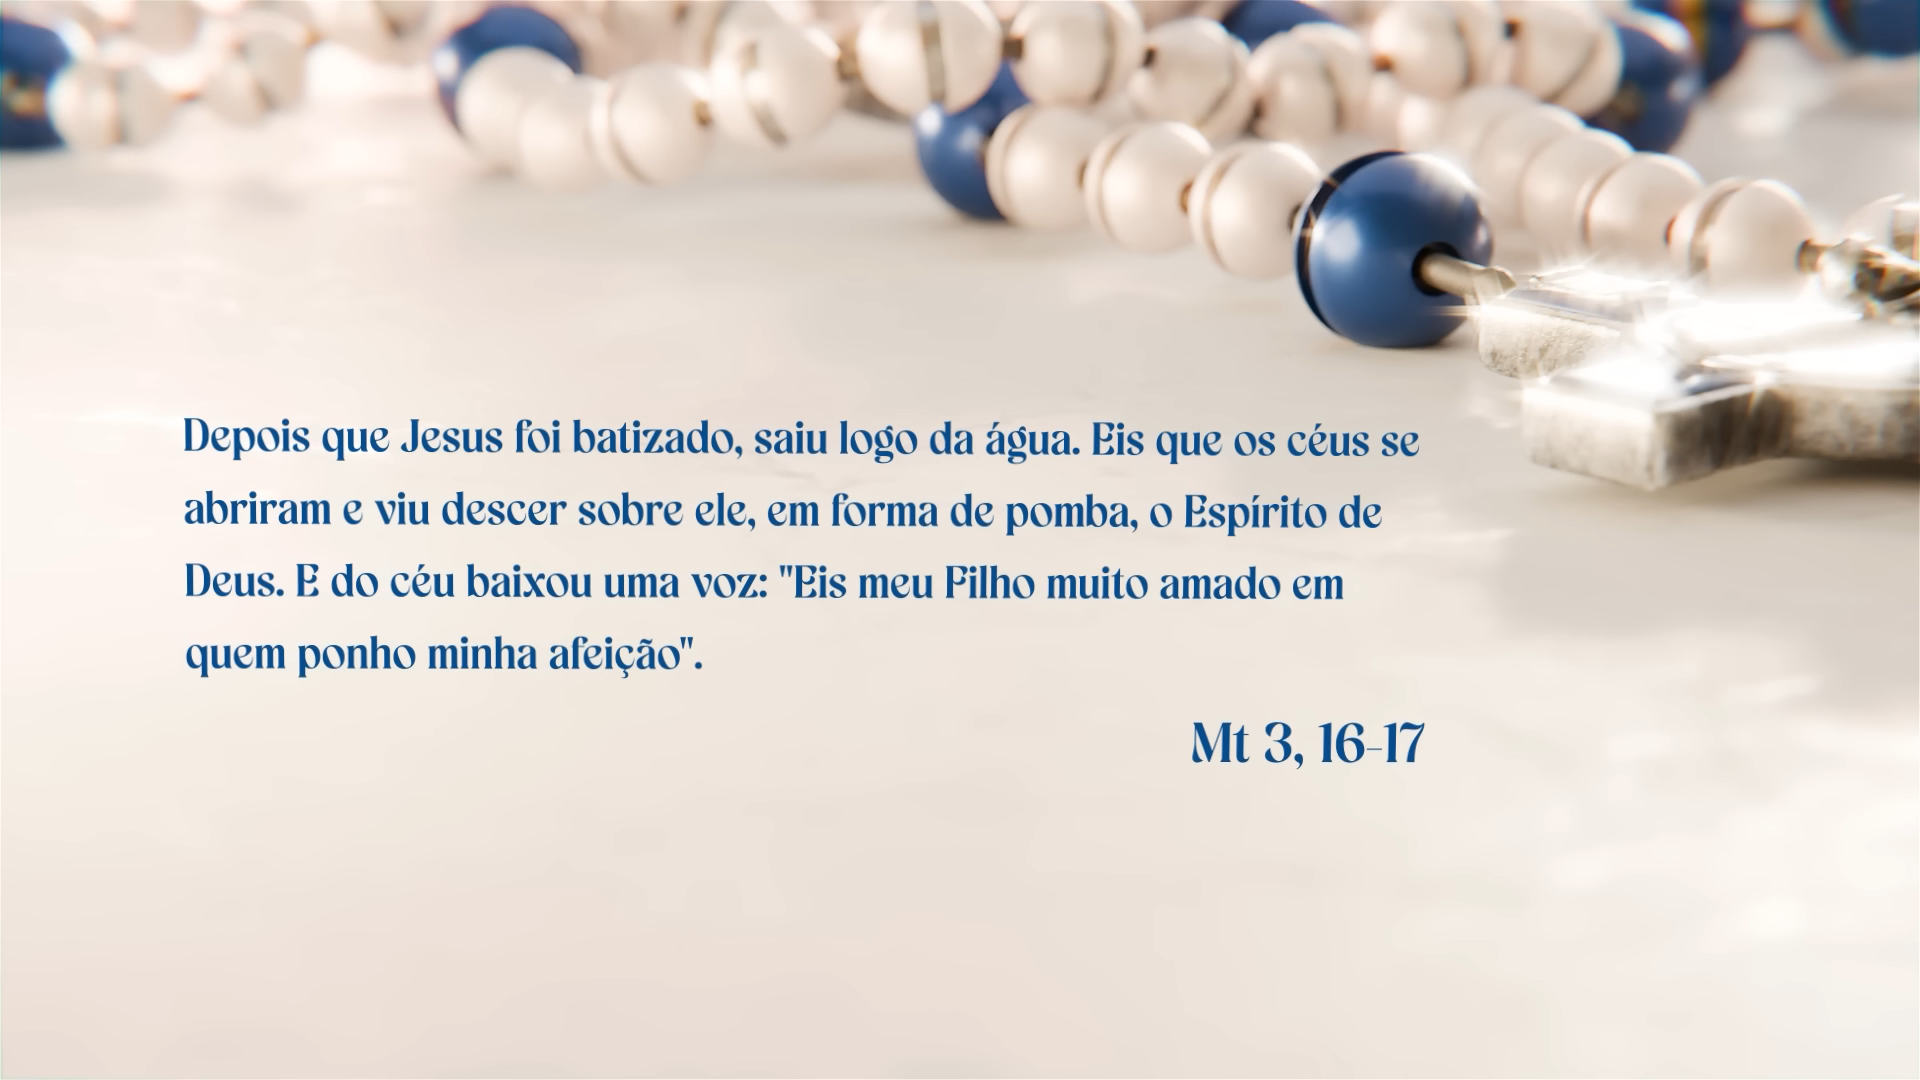 Depois que Jesus foi batizado, saiu logo da água. Eis que os céus se
abriram e viu descer sobre ele, em forma de pomba, o Espírito de
Deus. E do céu baixou uma voz: "Eis meu Filho muito amado em
quem ponho minha afeição".
Mt 3, 16-17